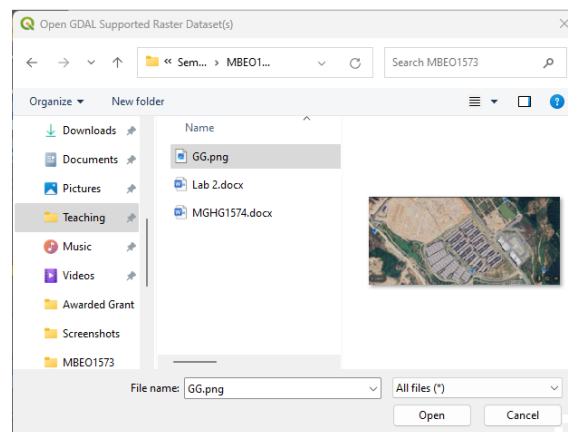 Open GDAL Supported Raster Dataset(s)
« Sem... > MBEO1...
Search MBEO1573
Organize
New folder
Name
Downloads
Documents
Pictures
Teaching
Music
Videos
Awarded Grant
Screenshots
MBEO1573
GG.png
Lab 2.docx
MGHG1574.docx
File name: GG.png
All files (*)
Open
Cancel